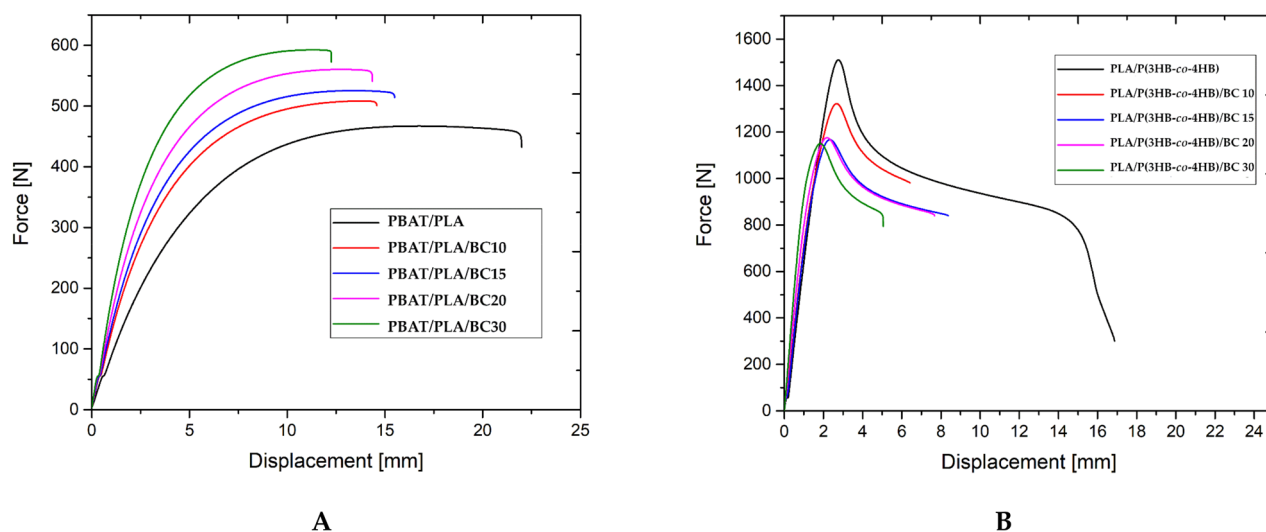 600
500
400
300
200
100
0
Force [N]
0 5 10 15 20 25
Displacement [mm]
PBAT/PLA
PBAT/PLA/BC10
PBAT/PLA/BC15
PBAT/PLA/BC20
PBAT/PLA/BC30
A
1600
1400
1200
1000
800
600
400
200
0
Force [N]
0 2 4 6 8 10 12 14 16 18 20 22 24
Displacement [mm]
PLA/P(3HB-co-4HB)
PLA/P(3HB-co-4HB)/BC 10
PLA/P(3HB-co-4HB)/BC 15
PLA/P(3HB-co-4HB)/BC 20
PLA/P(3HB-co-4HB)/BC 30
B